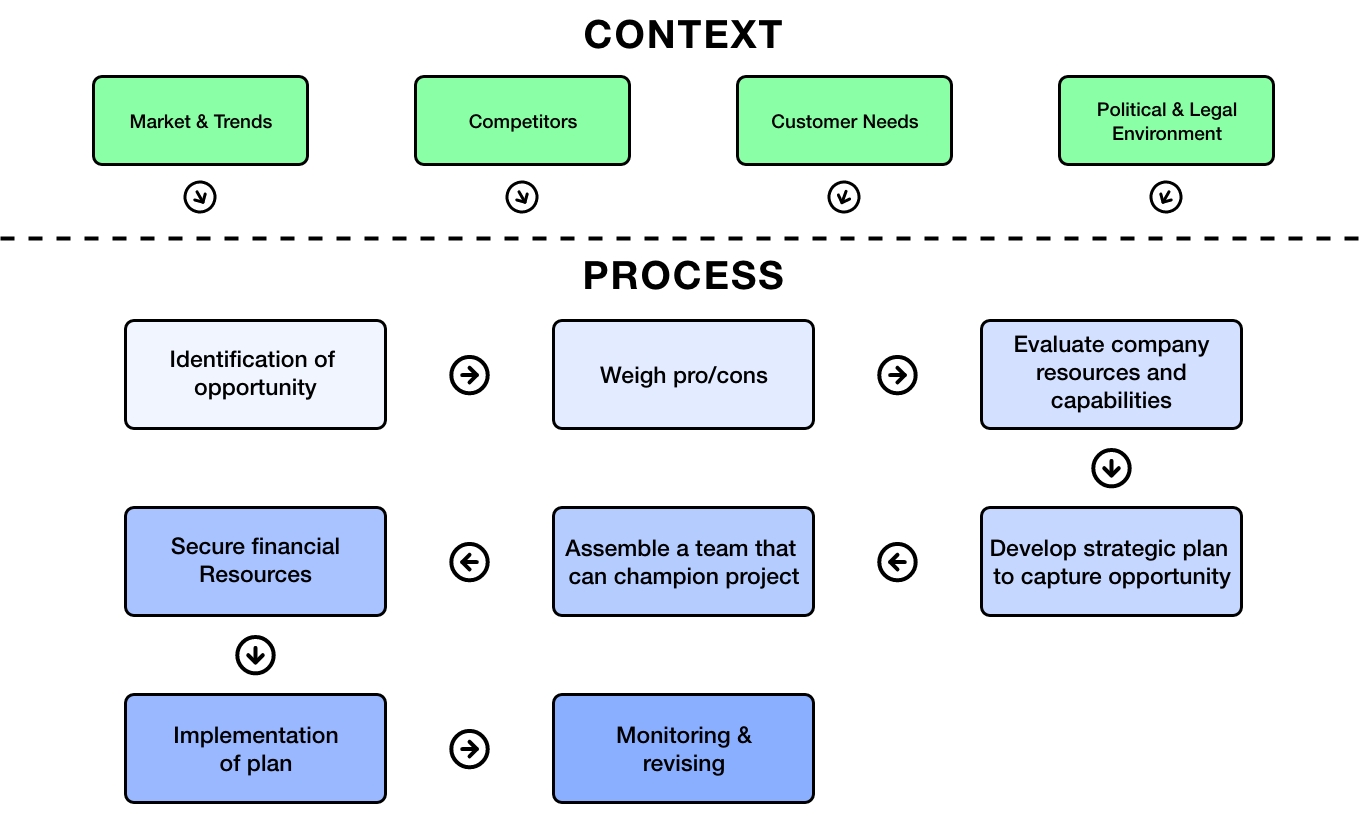 CONTEXT
Market & Trends
Competitors
Customer Needs
Political & Legal
Environment
PROCESS
Identification of
opportunity
Weigh pro/cons
Evaluate company
resources and
capabilities
Secure financial
Resources
Assemble a team that
can champion project
Develop strategic plan
to capture opportunity
Implementation
of plan
Monitoring &
revising